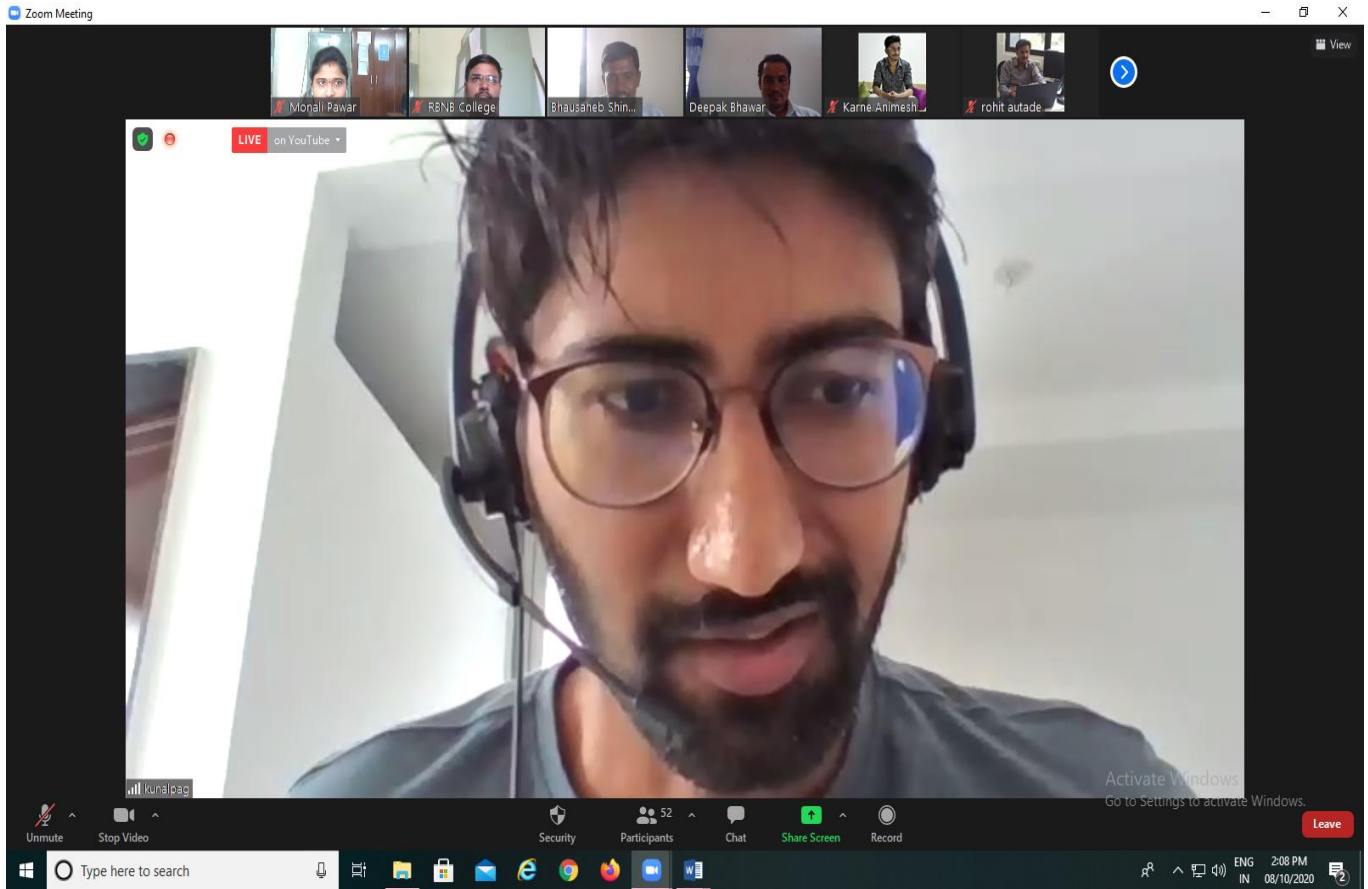 Zoom Meeting
View
Monali Pawar
RBNB College
Bhausaheb Shin...
Deepak Bhawar
Karne Animesh
rohit autade
LIVE on YouTube
kunalpag
Activate Windows
Go to Settings to activate Windows.
Unmute
Stop Video
Security
52
Participants
Chat
Share Screen
Record
Leave
Type here to search
ENG
IN
2:08 PM
08/10/2020
2